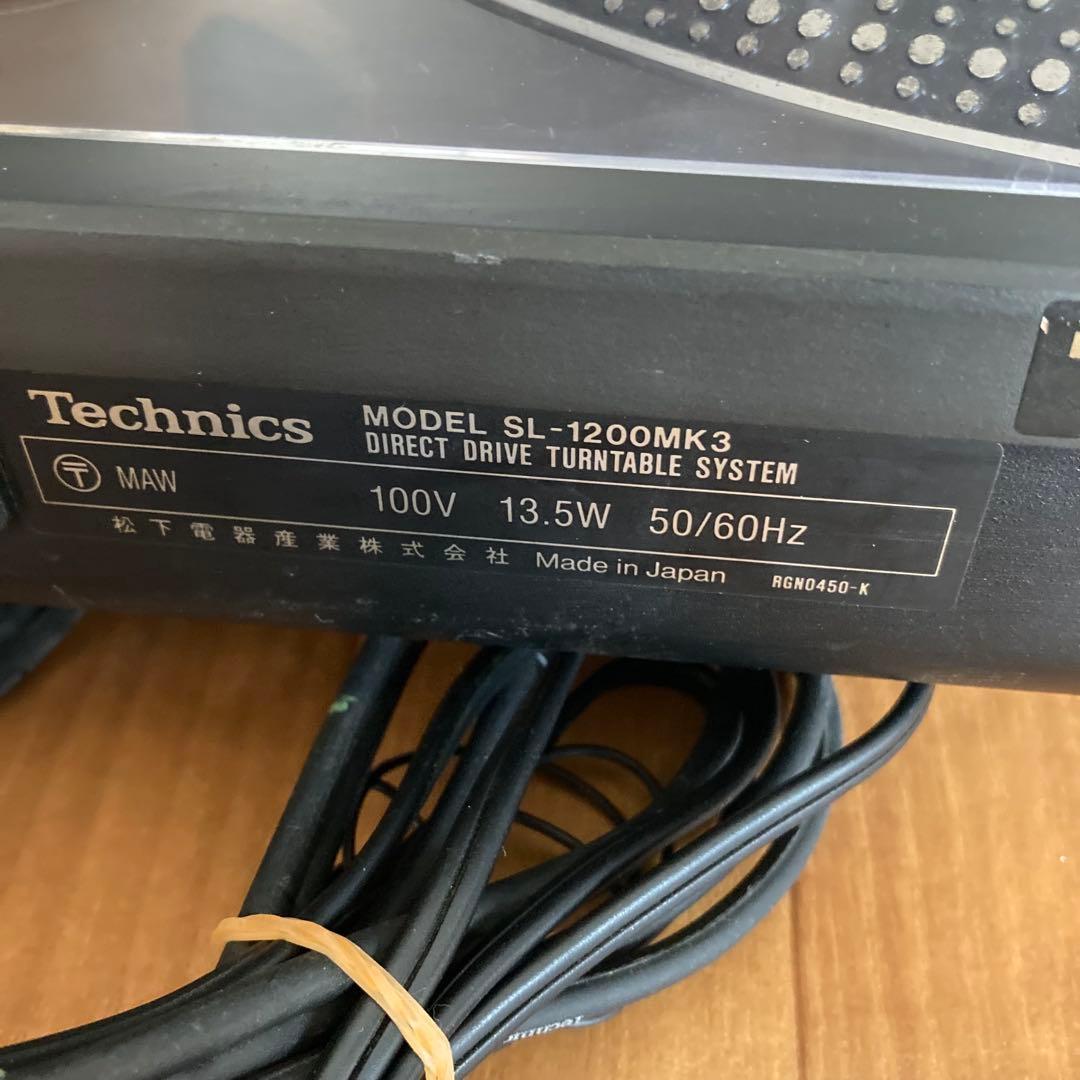 Technics
MODEL SL-1200MK3
DIRECT DRIVE TURNTABLE SYSTEM
〒 MAW 100V 13.5W 50/60Hz
松下電器産業株式会社 Made in Japan RGN0450-K